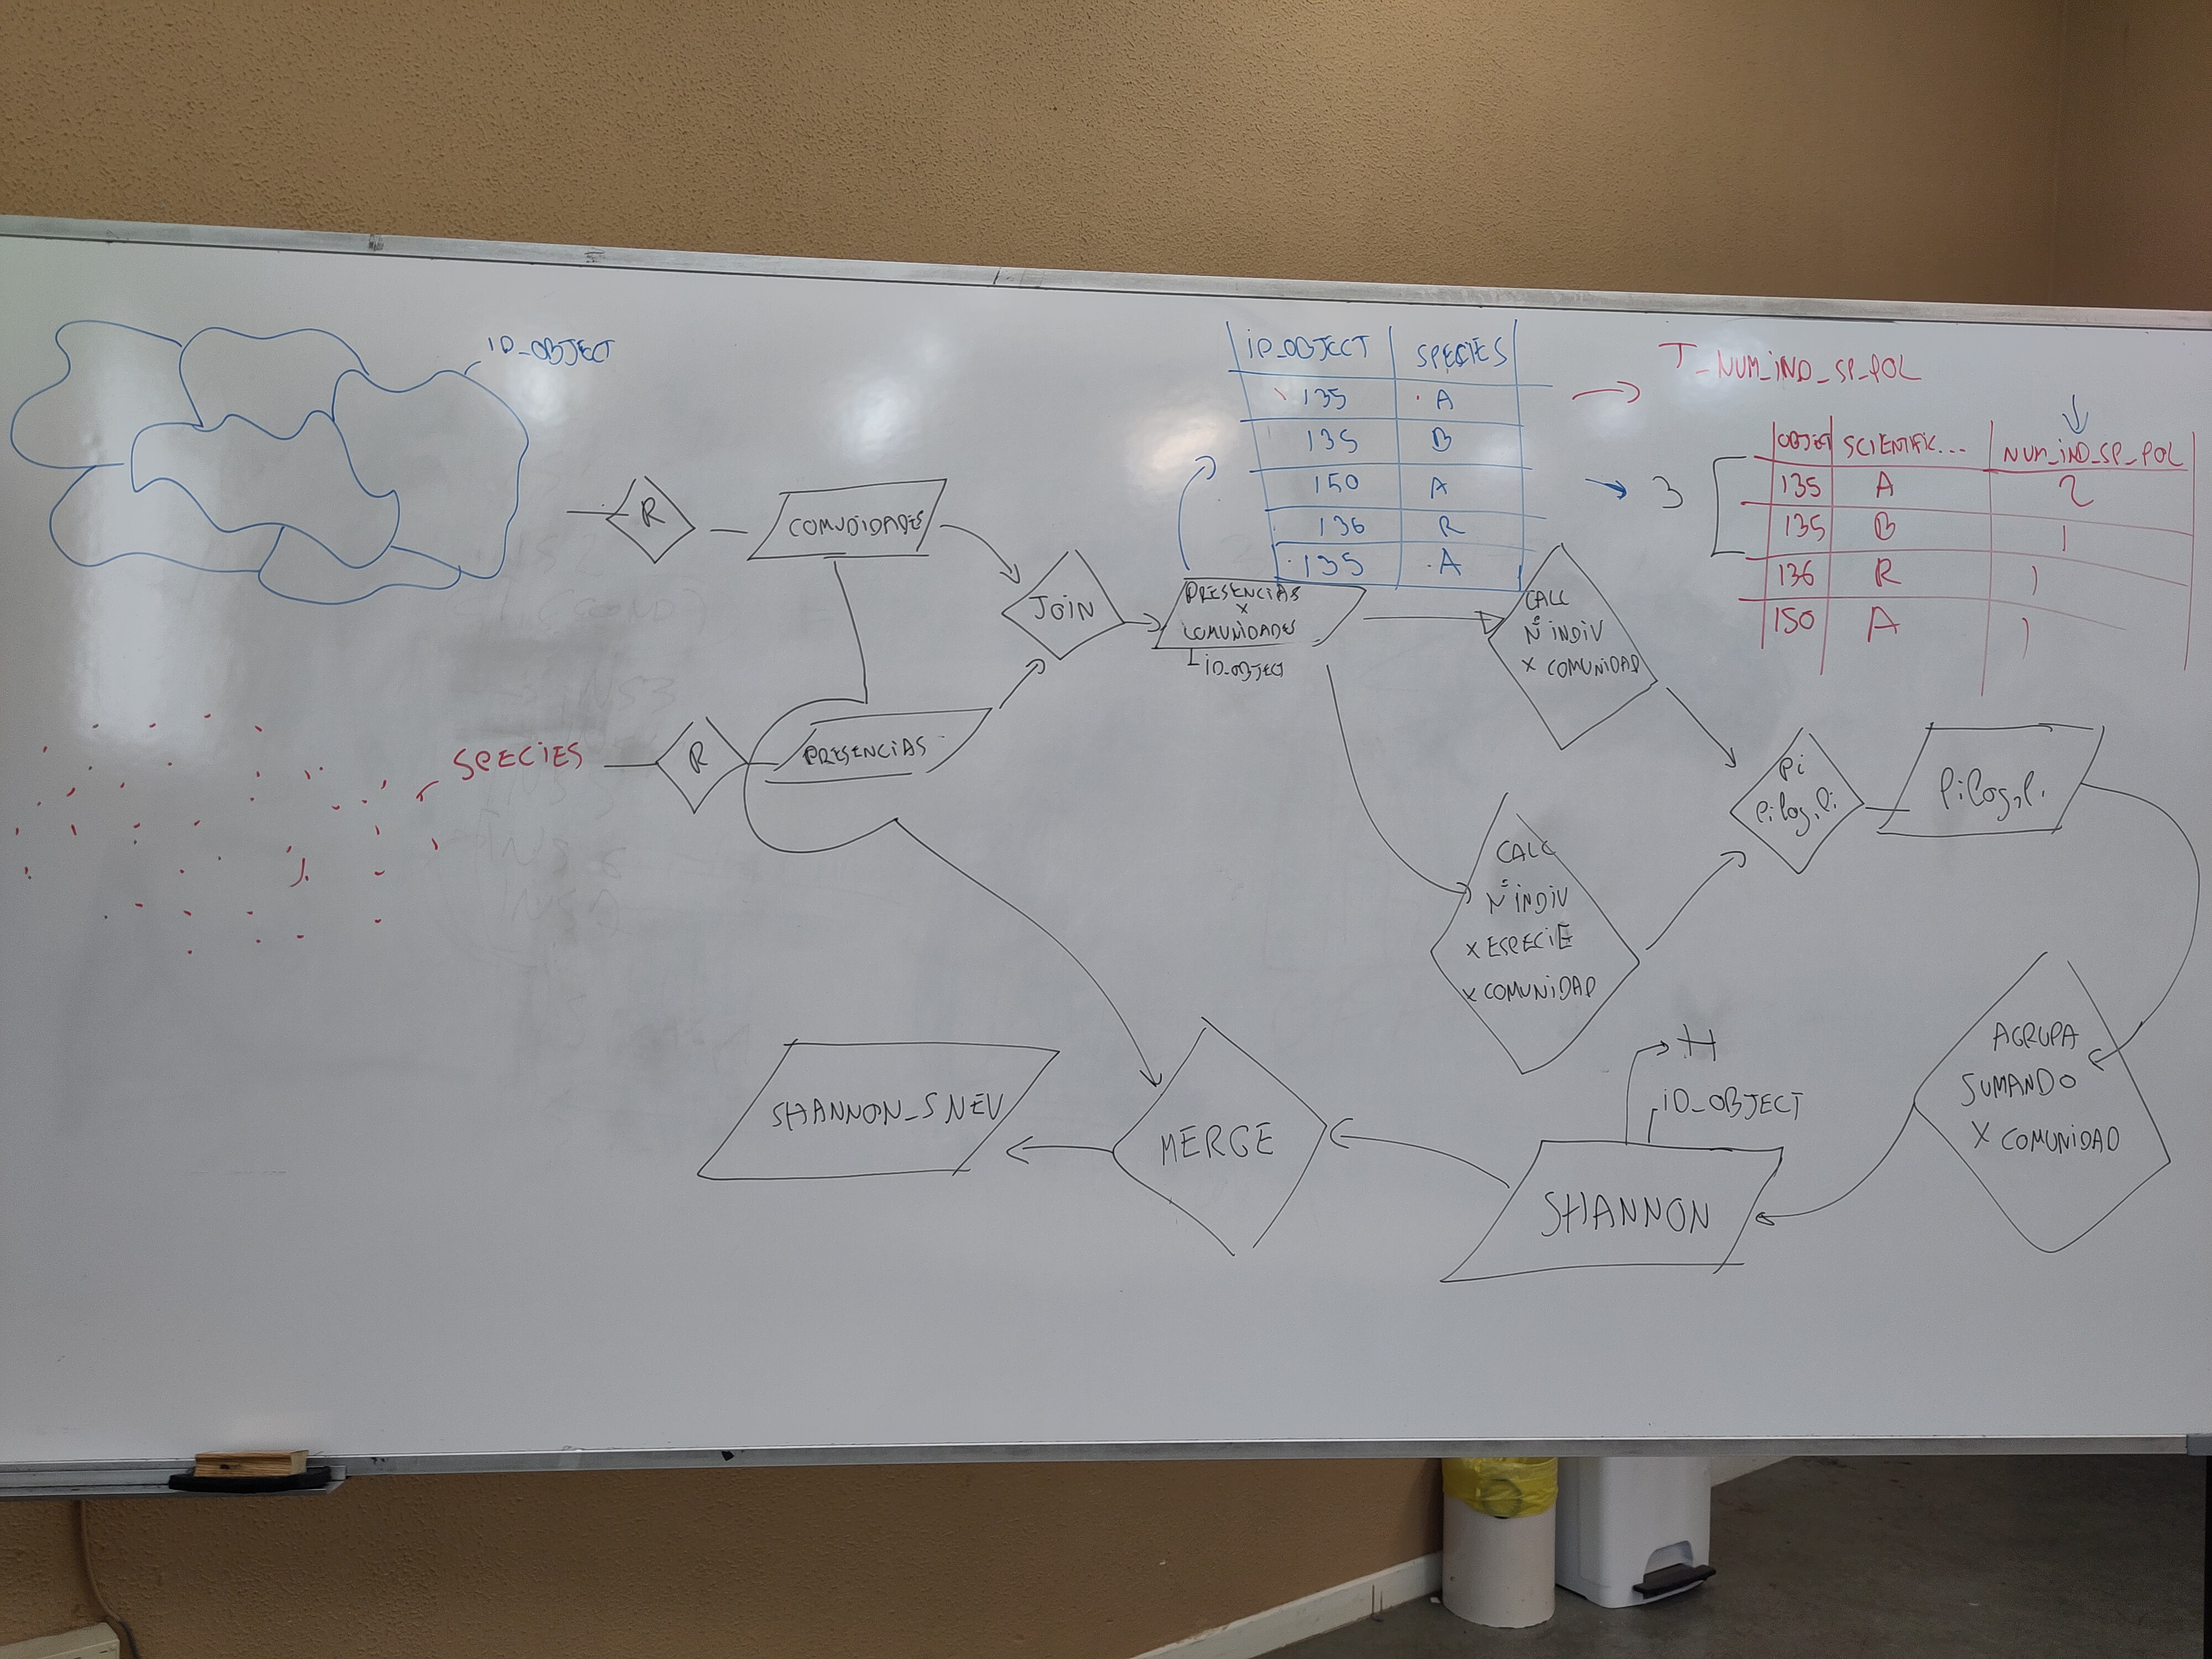 ID_OBJECT
R
COMUDIDADES
SPECIES
R
PRESENCIAS
JOIN
PRESENCIAS
X
COMUNIDADES
ID_OBJECT
ID_OBJECT SPECIES
135 A
135 B
150 A
136 R
135 A
T_NUM_IND_SP_POL
3
OBJET SCIENTIFIC... NUM_IND_SP_POL
135 A 2
135 B 1
136 R 1
150 A 1
CALC
Nº INDIV
X COMUNIDAD
CALC
Nº INDIV
X ESPECIE
X COMUNIDAD
Pi
Pi log2 Pi
Pi log2 Pi
AGRUPA
SUMANDO
X COMUNIDAD
H
ID_OBJECT
SHANNON
MERGE
SHANNON_SNEV